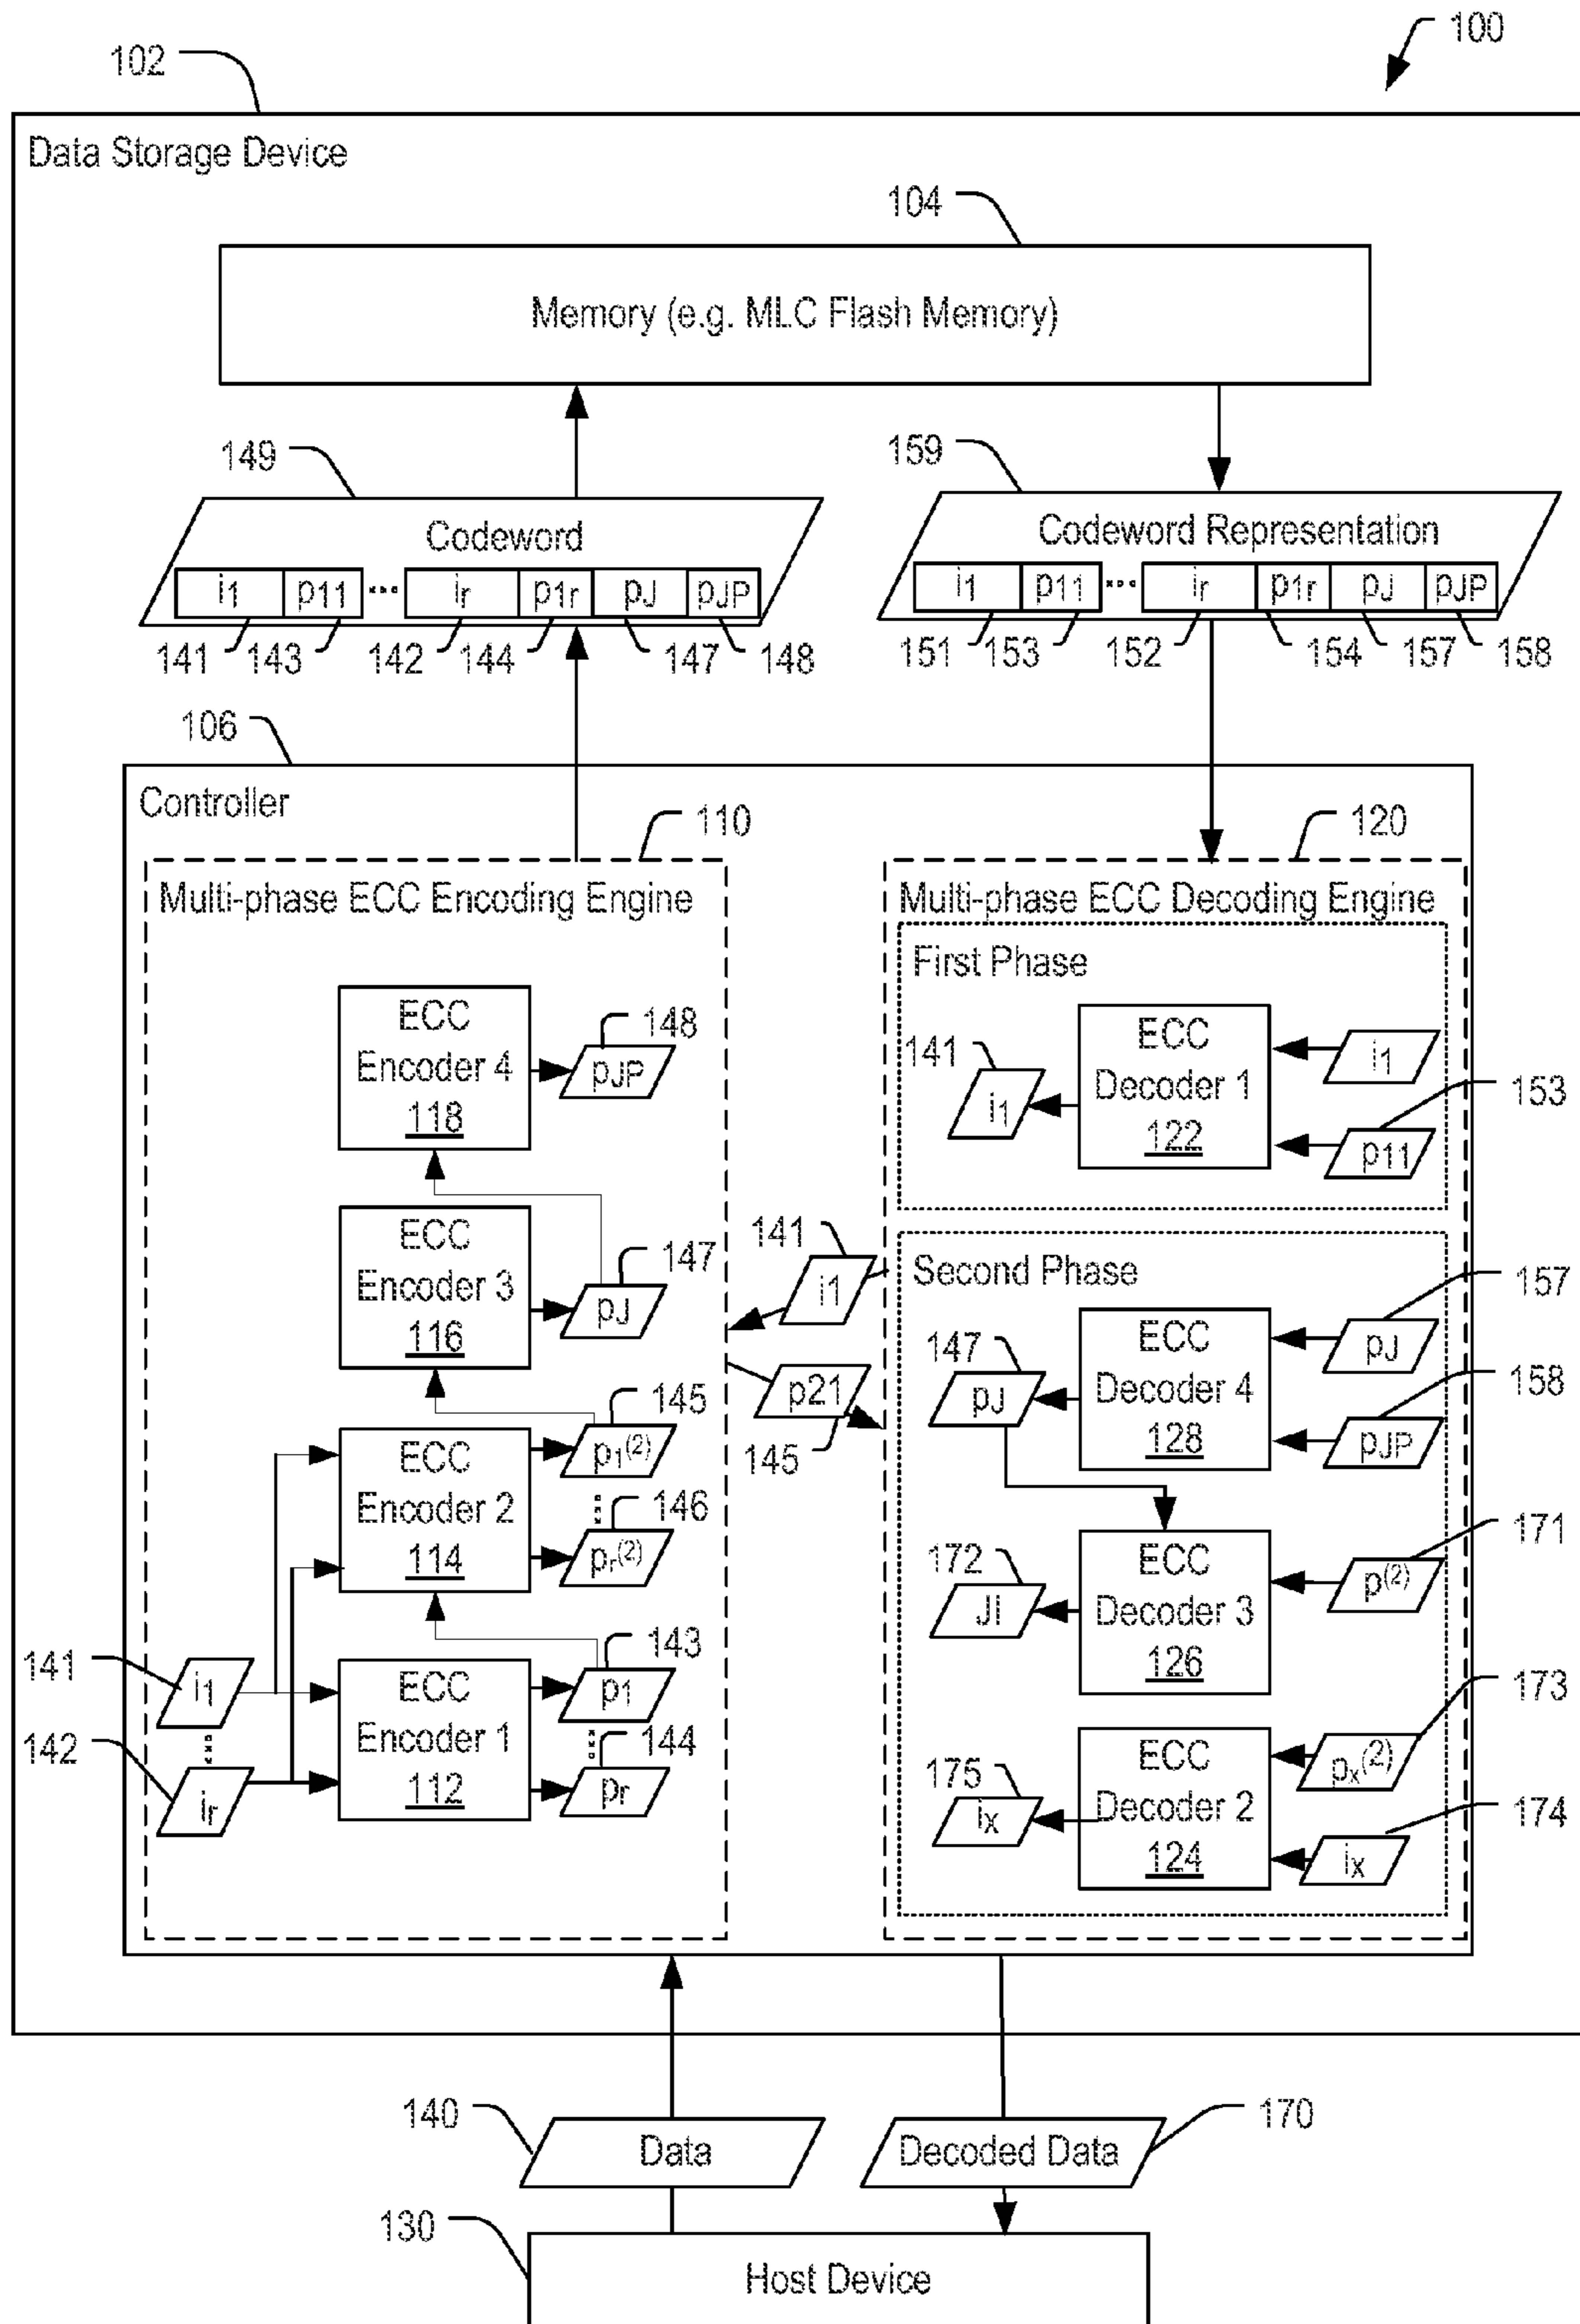 100
102
Data Storage Device
104
Memory (e.g. MLC Flash Memory)
149
159
Codeword
Codeword Representation
i1 p11 ... ir p1r pJ pJP
i1 p11 ... ir p1r pJ pJP
141 143 142 144 147 148
151 153 152 154 157 158
106
Controller
110
120
Multi-phase ECC Encoding Engine
Multi-phase ECC Decoding Engine
First Phase
ECC
Encoder 4
118
148
pJP
141
i1
ECC
Decoder 1
122
i1
153
p11
ECC
Encoder 3
116
147
pJ
141
i1
p21
145
Second Phase
157
147
pJ
ECC
Decoder 4
128
pJ
158
pJP
ECC
Encoder 2
114
145
p1(2)
146
pr(2)
171
172
JI
ECC
Decoder 3
126
p(2)
141
i1
142
ir
ECC
Encoder 1
112
143
p1
144
pr
173
175
ix
ECC
Decoder 2
124
px(2)
174
ix
140
Data
Decoded Data
170
130
Host Device